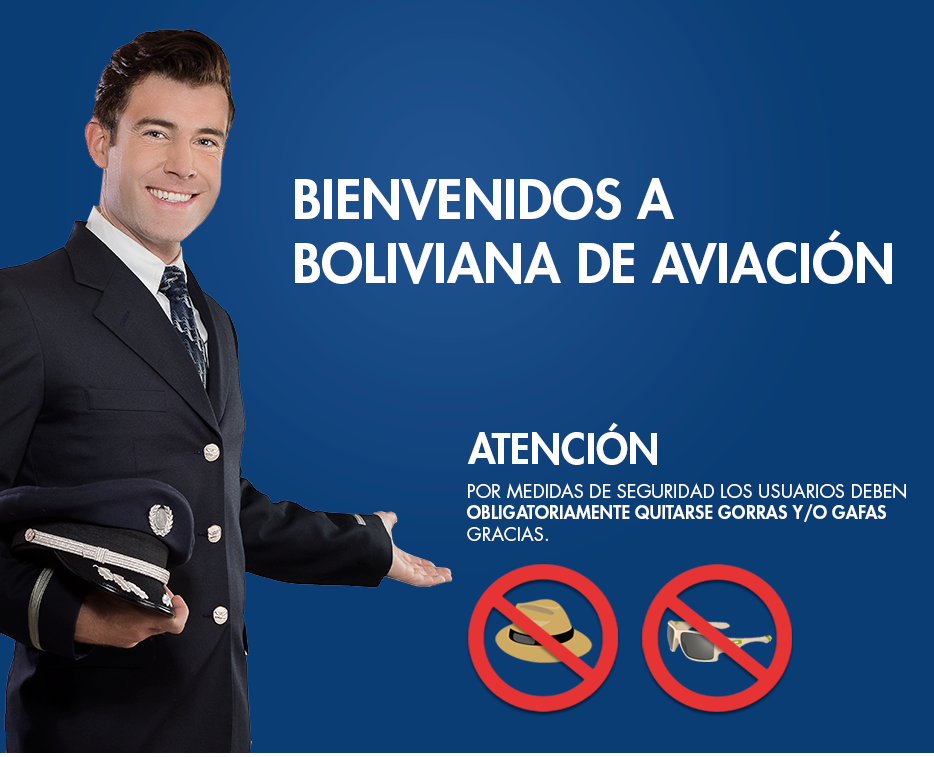 BIENVENIDOS A
BOLIVIANA DE AVIACIÓN
ATENCIÓN
POR MEDIDAS DE SEGURIDAD LOS USUARIOS DEBEN
OBLIGATORIAMENTE QUITARSE GORRAS Y/O GAFAS
GRACIAS.